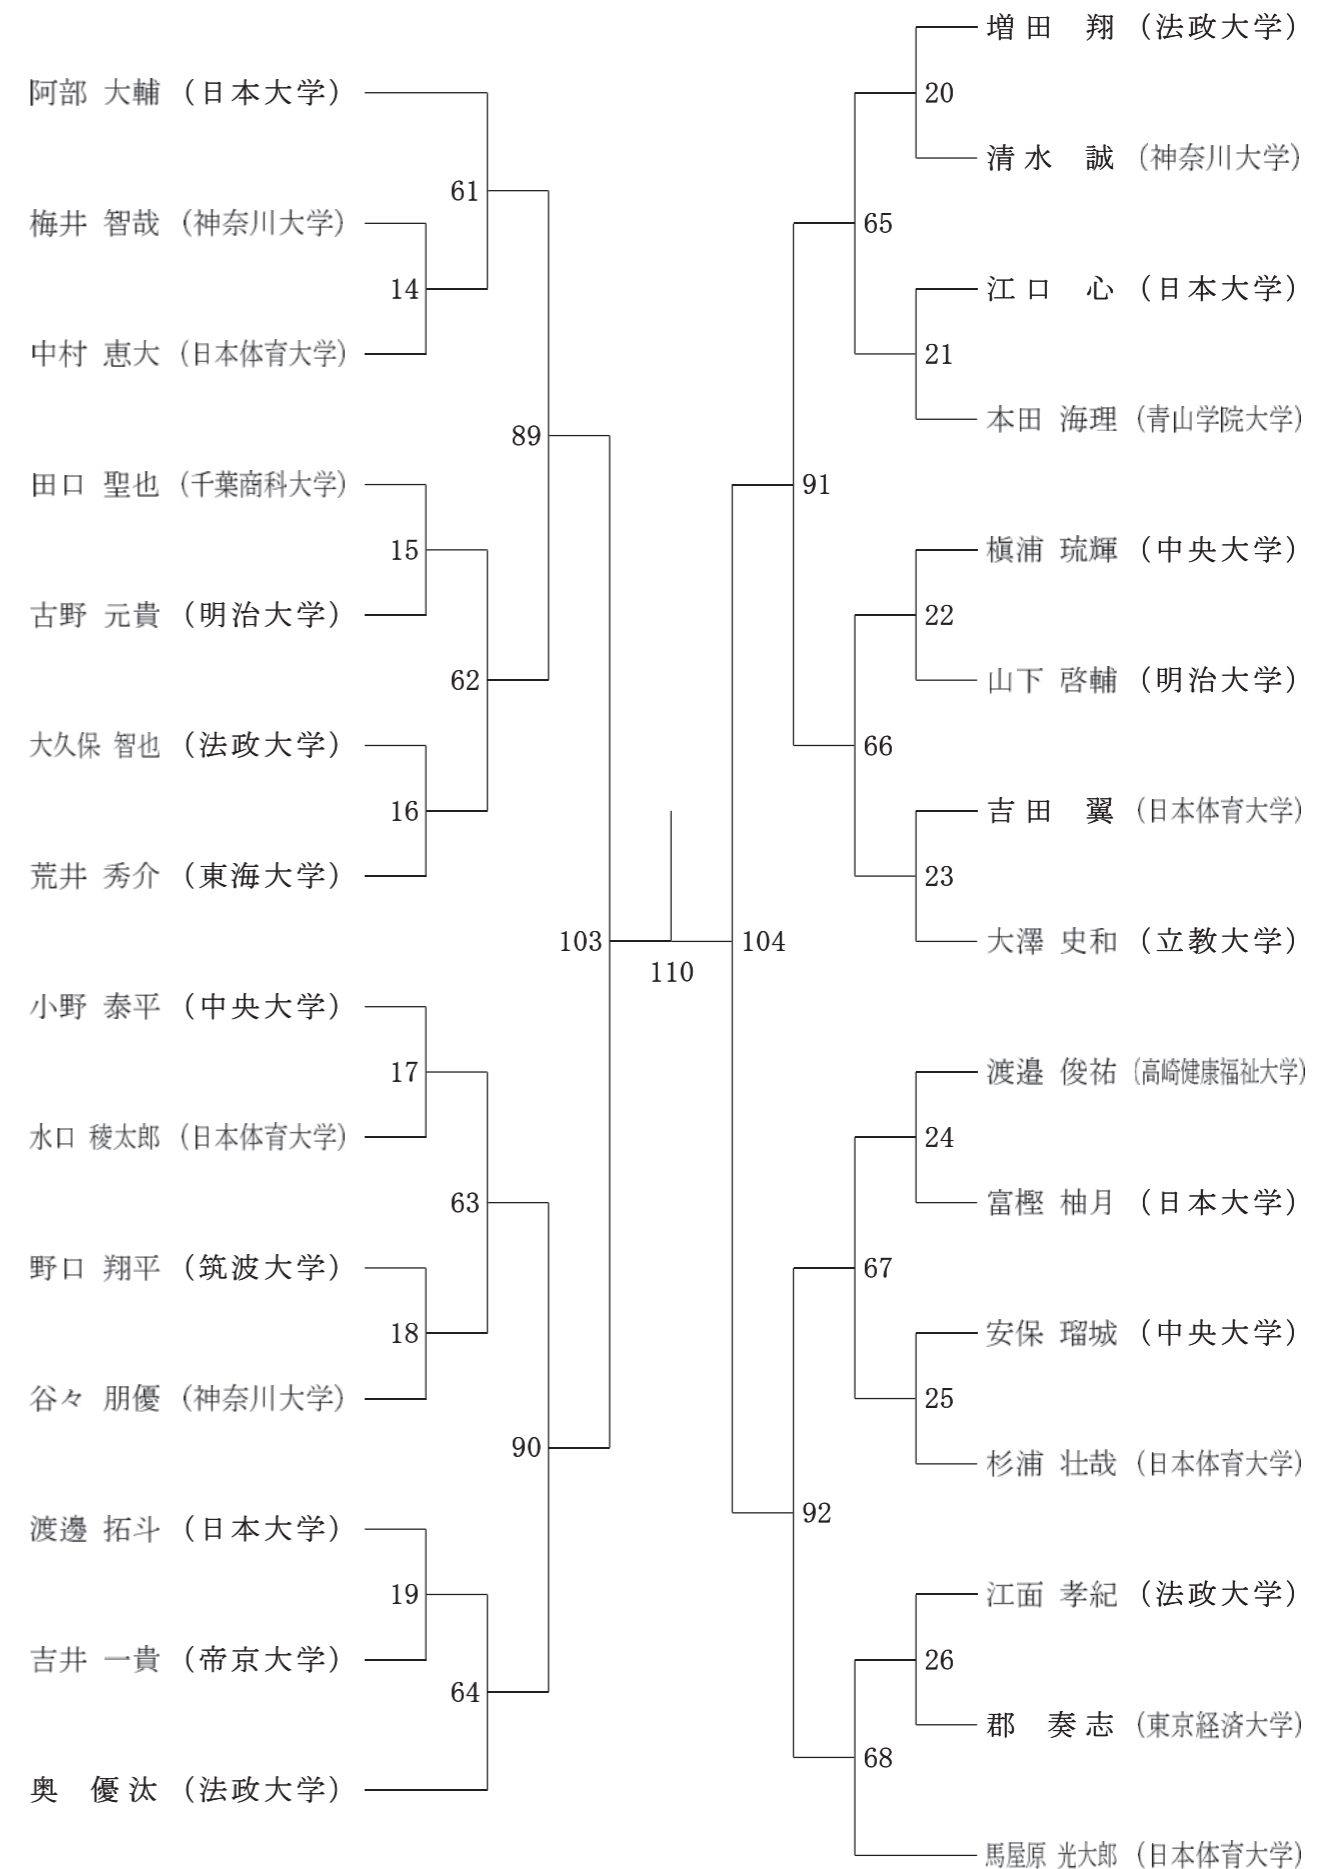 阿部 大輔 (日本大学)
61
梅井 智哉 (神奈川大学)
14
中村 恵大 (日本体育大学)
89
田口 聖也 (千葉商科大学)
15
古野 元貴 (明治大学)
62
大久保 智也 (法政大学)
16
荒井 秀介 (東海大学)
103
小野 泰平 (中央大学)
17
水口 稜太郎 (日本体育大学)
63
野口 翔平 (筑波大学)
18
谷々 朋優 (神奈川大学)
90
渡邊 拓斗 (日本大学)
19
吉井 一貴 (帝京大学)
64
奥 優汰 (法政大学)
110
増田 翔 (法政大学)
20
清水 誠 (神奈川大学)
65
江口 心 (日本大学)
21
本田 海理 (青山学院大学)
91
槇浦 琉輝 (中央大学)
22
山下 啓輔 (明治大学)
66
吉田 翼 (日本体育大学)
23
大澤 史和 (立教大学)
104
渡邉 俊祐 (高崎健康福祉大学)
24
富樫 柚月 (日本大学)
67
安保 瑠城 (中央大学)
25
杉浦 壮哉 (日本体育大学)
92
江面 孝紀 (法政大学)
26
郡 奏志 (東京経済大学)
68
馬屋原 光大郎 (日本体育大学)